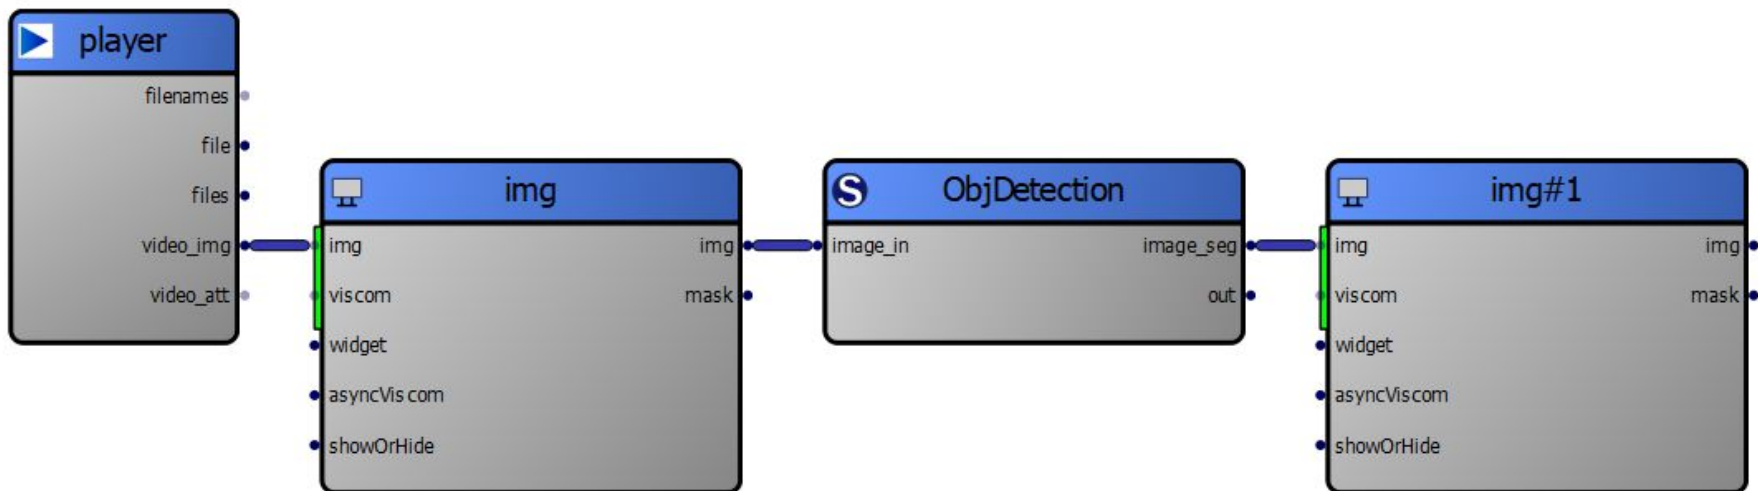 player
filenames
file
files
video_img
video_att
img
img
viscom
widget
asyncViscom
showOrHide
img
mask
S
ObjDetection
image_in
image_seg
out
img#1
img
viscom
widget
asyncViscom
showOrHide
img
mask